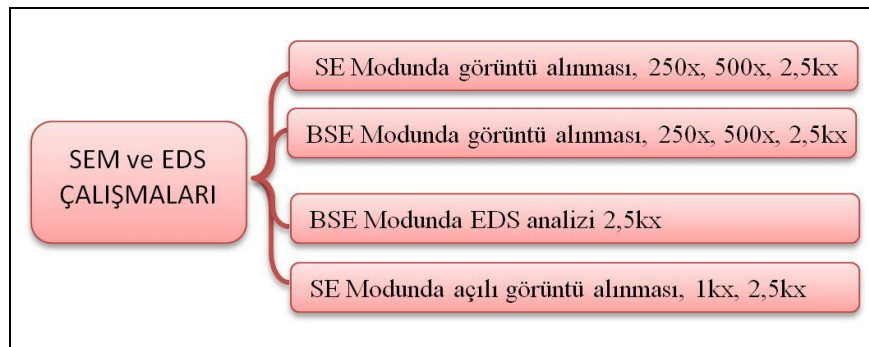 SEM ve EDS
ÇALIŞMALARI
SE Modunda görüntü alınması, 250x, 500x, 2,5kx
BSE Modunda görüntü alınması, 250x, 500x, 2,5kx
BSE Modunda EDS analizi 2,5kx
SE Modunda açılı görüntü alınması, 1kx, 2,5kx